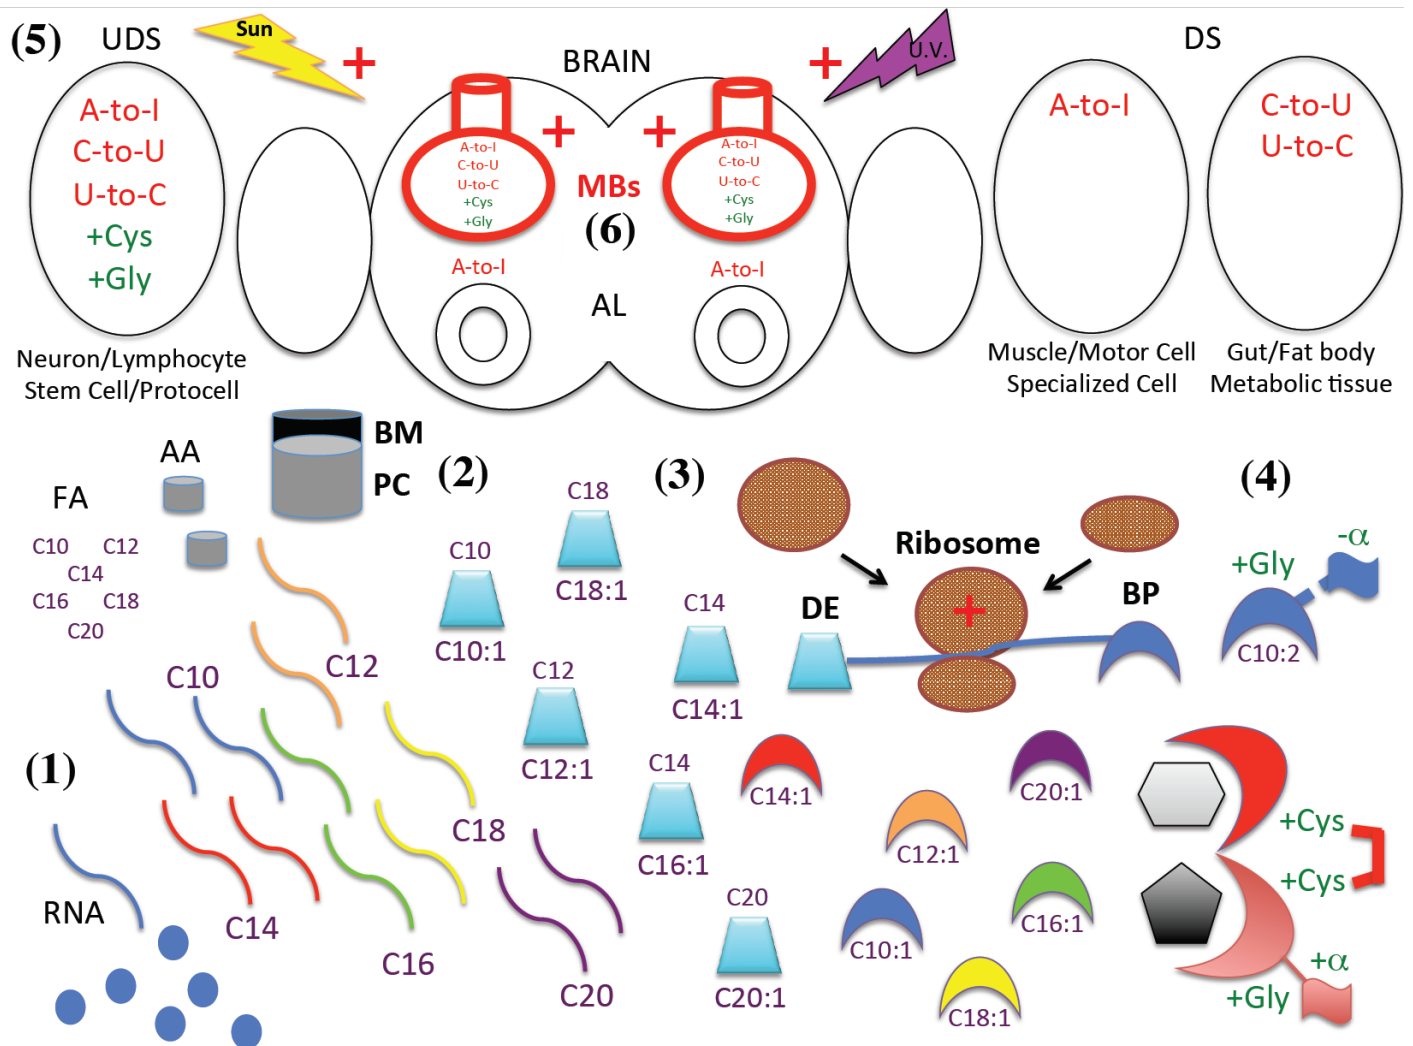 (5)
UDS
Sun
+
BRAIN
+
U.V.
DS
A-to-I
C-to-U
U-to-C
+Cys
+Gly
Neuron/Lymphocyte
Stem Cell/Protocell
A-to-I
C-to-U
U-to-C
+Cys
+Gly
A-to-I
+
+
MBs
(6)
AL
A-to-I
C-to-U
U-to-C
+Cys
+Gly
A-to-I
A-to-I
Muscle/Motor Cell
Specialized Cell
C-to-U
U-to-C
Gut/Fat body
Metabolic tissue
FA
C10 C12
C14
C16 C18
C20
AA
BM
PC
(1)
RNA
C10
C12
C14
C16
C18
C20
(2)
C18
C18:1
C10
C10:1
C12
C12:1
C14
C14:1
C14
C16:1
C20
C20:1
(3)
Ribosome
+
DE
BP
C14:1
C20:1
C12:1
C16:1
C10:1
C18:1
(4)
-α
+Gly
C10:2
+Cys
+Cys
+α
+Gly